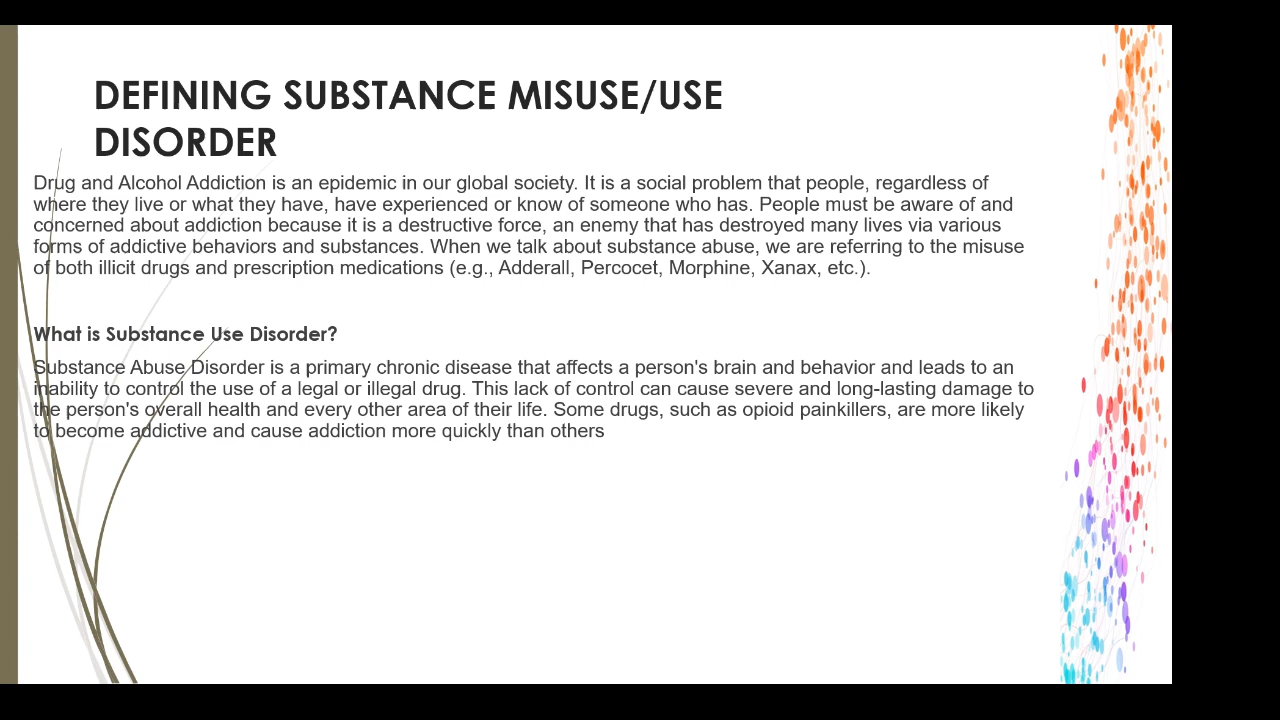 DEFINING SUBSTANCE MISUSE/USE
DISORDER
Drug and Alcohol Addiction is an epidemic in our global society. It is a social problem that people, regardless of
where they live or what they have, have experienced or know of someone who has. People must be aware of and
concerned about addiction because it is a destructive force, an enemy that has destroyed many lives via various
forms of addictive behaviors and substances. When we talk about substance abuse, we are referring to the misuse
of both illicit drugs and prescription medications (e.g., Adderall, Percocet, Morphine, Xanax, etc.).
What is Substance Use Disorder?
Substance Abuse Disorder is a primary chronic disease that affects a person's brain and behavior and leads to an
inability to control the use of a legal or illegal drug. This lack of control can cause severe and long-lasting damage to
the person's overall health and every other area of their life. Some drugs, such as opioid painkillers, are more likely
to become addictive and cause addiction more quickly than others